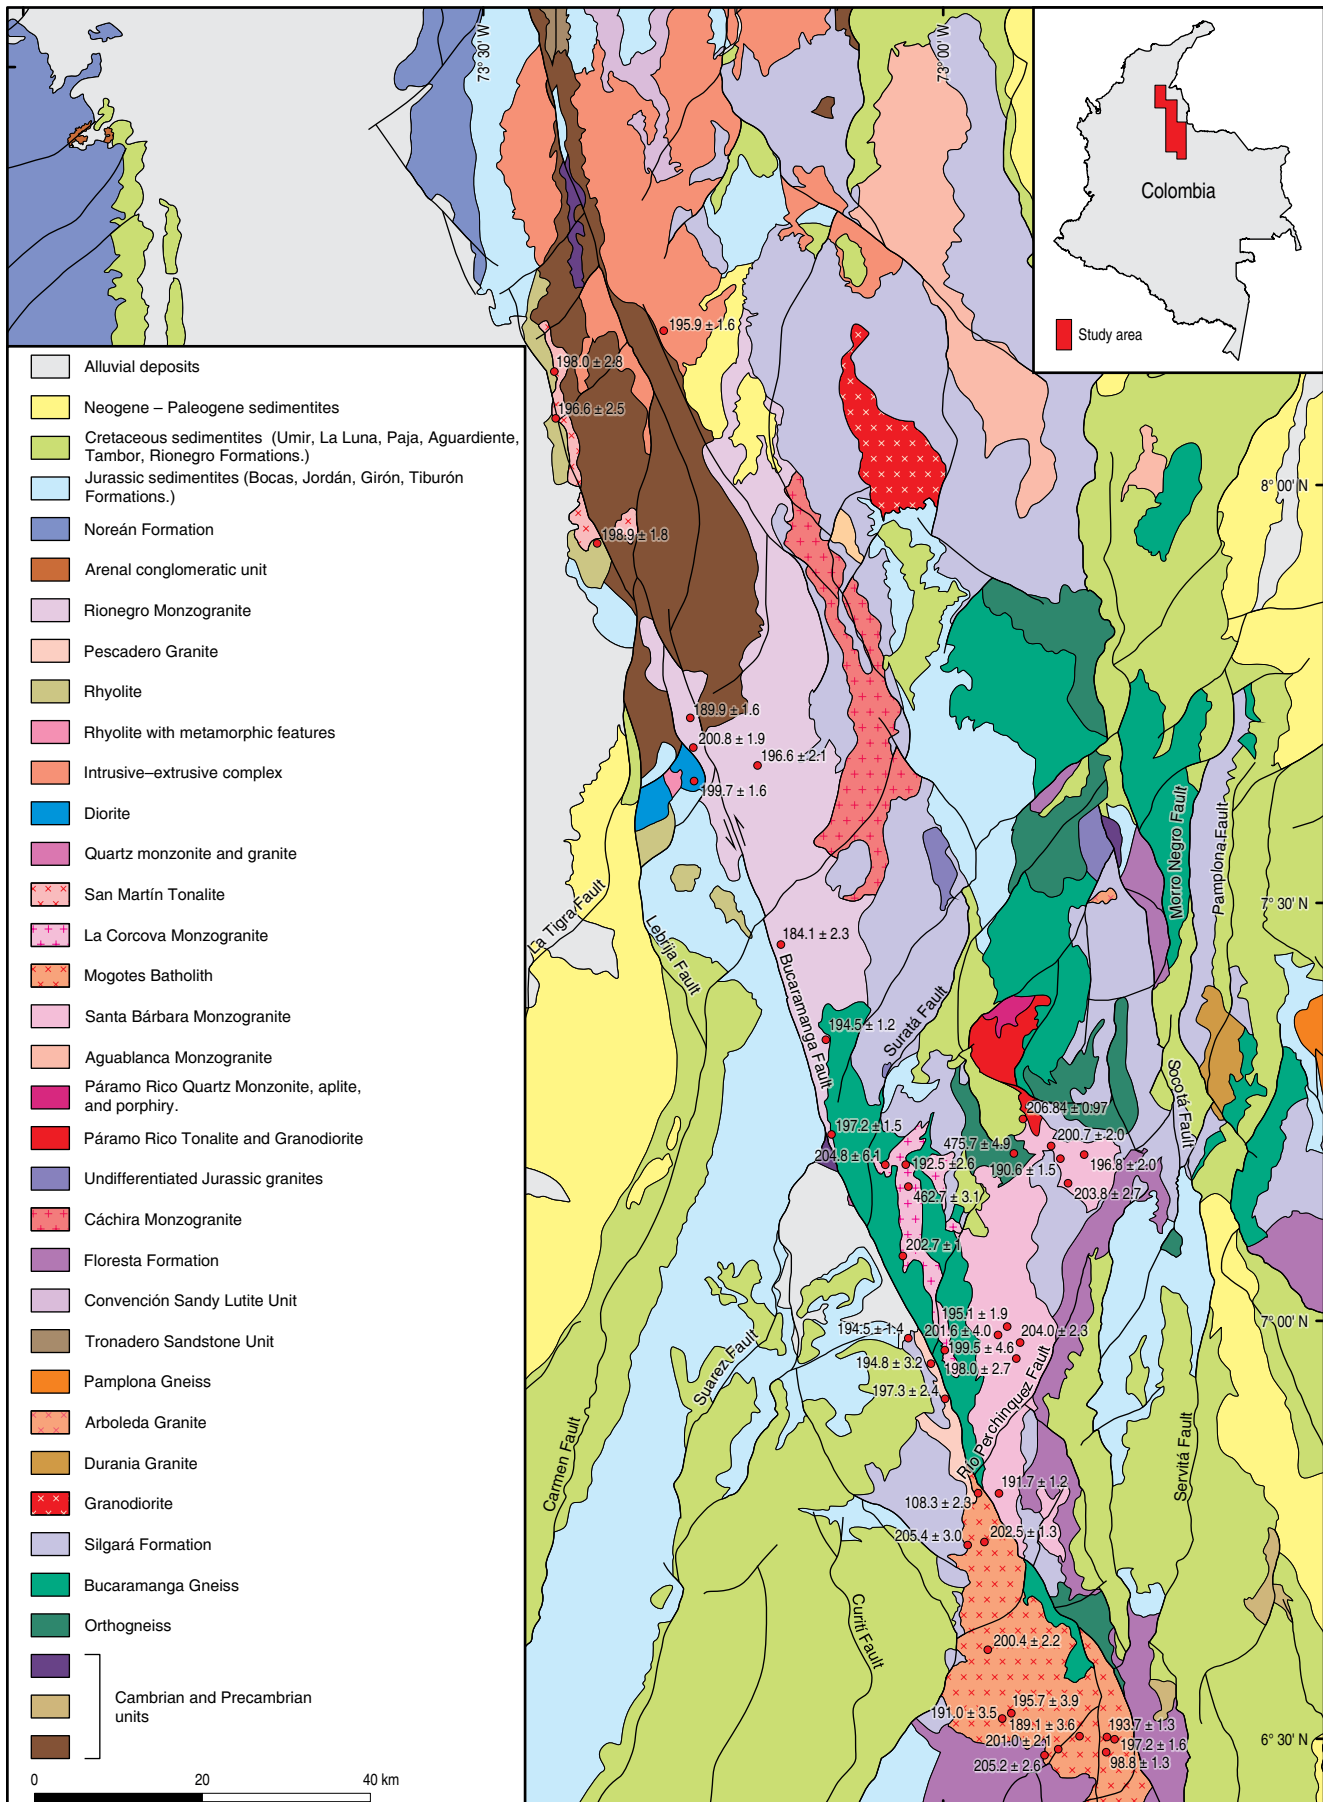 73° 30' W
73° 00' W
Colombia
Study area
Alluvial deposits
Neogene – Paleogene sedimentites
Cretaceous sedimentites (Umir, La Luna, Paja, Aguardiente,
Tambor, Rionegro Formations.)
Jurassic sedimentites (Bocas, Jordán, Girón, Tiburón
Formations.)
Noreán Formation
Arenal conglomeratic unit
Rionegro Monzogranite
Pescadero Granite
Rhyolite
Rhyolite with metamorphic features
Intrusive–extrusive complex
Diorite
Quartz monzonite and granite
San Martín Tonalite
La Corcova Monzogranite
Mogotes Batholith
Santa Bárbara Monzogranite
Aguablanca Monzogranite
Páramo Rico Quartz Monzonite, aplite,
and porphiry.
Páramo Rico Tonalite and Granodiorite
Undifferentiated Jurassic granites
Cáchira Monzogranite
Floresta Formation
Convención Sandy Lutite Unit
Tronadero Sandstone Unit
Pamplona Gneiss
Arboleda Granite
Durania Granite
Granodiorite
Silgará Formation
Bucaramanga Gneiss
Orthogneiss
Cambrian and Precambrian
units
0 20 40 km
195.9 ± 1.6
198.0 ± 2.8
196.6 ± 2.5
8° 00' N
198.9 ± 1.8
189.9 ± 1.6
200.8 ± 1.9
196.6 ± 2.1
199.7 ± 1.6
Morro Negro Fault
Pamplona Fault
7° 30' N
La Tigra Fault
Lebrija Fault
184.1 ± 2.3
Bucaramanga Fault
Suratá Fault
194.5 ± 1.2
Socotá Fault
206.84 ± 0.97
197.2 ± 1.5
475.7 ± 4.9
200.7 ± 2.0
204.8 ± 6.1
192.5 ± 2.6
190.6 ± 1.5
196.8 ± 2.0
462.7 ± 3.1
203.8 ± 2.7
202.7 ± 1
195.1 ± 1.9
7° 00' N
194.5 ± 1.4
201.6 ± 4.0
204.0 ± 2.3
199.5 ± 4.6
194.8 ± 3.2
198.0 ± 2.7
197.3 ± 2.4
Suarez Fault
Río Perchinquez Fault
Carmen Fault
Servitá Fault
191.7 ± 1.2
108.3 ± 2.3
205.4 ± 3.0
202.5 ± 1.3
Curití Fault
200.4 ± 2.2
195.7 ± 3.9
191.0 ± 3.5
189.1 ± 3.6
193.7 ± 1.3
201.0 ± 2.1
197.2 ± 1.6
205.2 ± 2.6
98.8 ± 1.3
6° 30' N